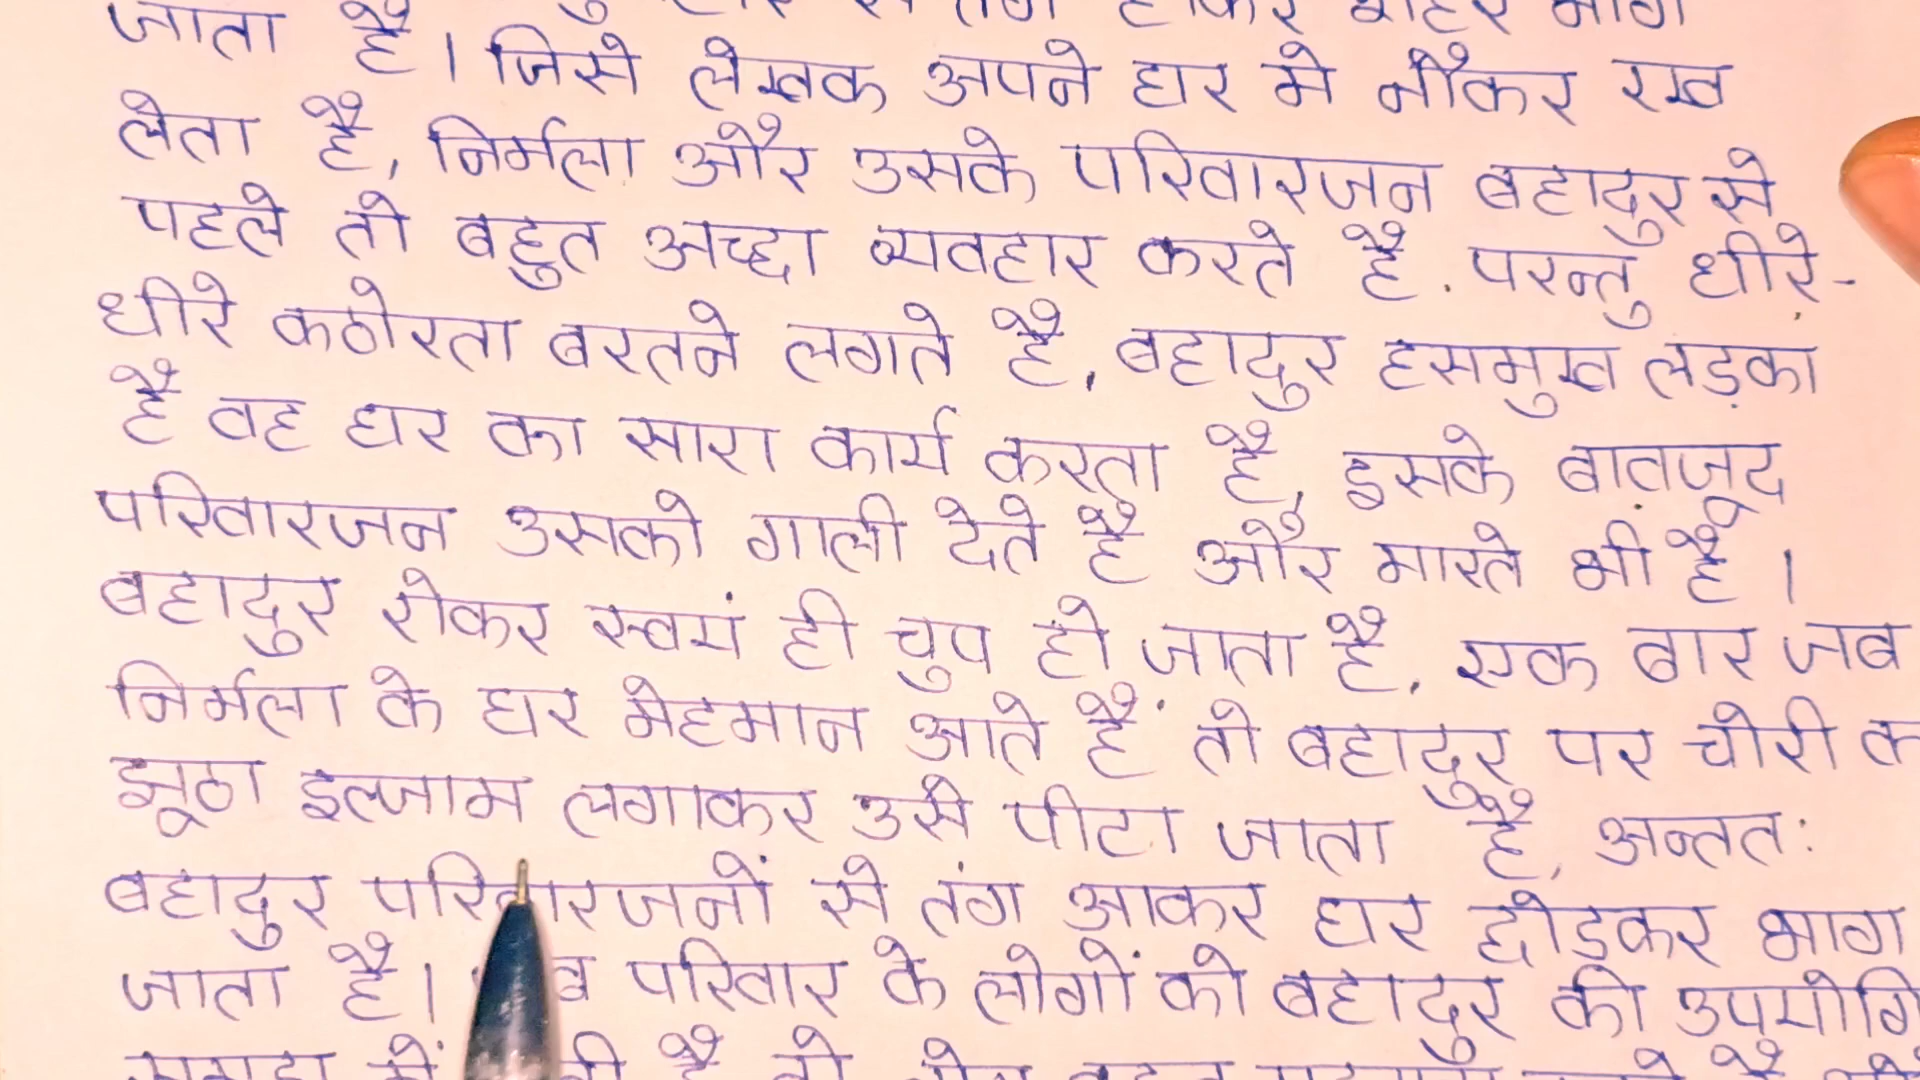 जाता है। जिसे लेखक अपने घर मे नौकर रख
लेता है, निर्मला और उसके परिवारजन बहादुर से
पहले तो बहुत अच्छा व्यवहार करते है. परन्तु धीरे-
धीरे कठोरता बरतने लगते है, बहादुर हसमुख लड़का
है वह घर का सारा कार्य करता है, इसके बावजूद
परिवारजन उसको गाली देते है और मारते भी है।
बहादुर रोकर स्वयं ही चुप हो जाता है, एक बार जब
निर्मला के घर मेहमान आते हैं तो बहादुर पर चोरी
झूठा इल्जाम लगाकर उसे पीटा जाता है, अन्ततः
बहादुर परिवारजनों से तंग आकर घर छोडकर भाग
जाता है। परिवार के लोगों को बहादुर की